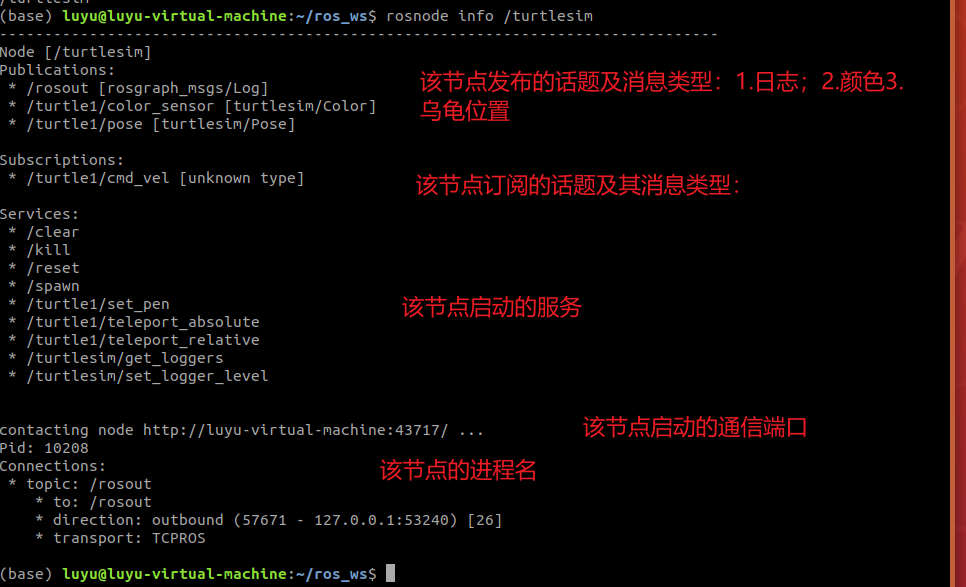 /turtlesim
(base) luyu@luyu-virtual-machine:~/ros_ws$ rosnode info /turtlesim
--------------------------------------------------------------------------------
Node [/turtlesim]
Publications:
* /rosout [rosgraph_msgs/Log]
该节点发布的话题及消息类型：1.日志；2.颜色3.
* /turtle1/color_sensor [turtlesim/Color]
乌龟位置
* /turtle1/pose [turtlesim/Pose]
Subscriptions:
* /turtle1/cmd_vel [unknown type]
该节点订阅的话题及其消息类型：
Services:
* /clear
* /kill
* /reset
* /spawn
* /turtle1/set_pen
该节点启动的服务
* /turtle1/teleport_absolute
* /turtle1/teleport_relative
* /turtlesim/get_loggers
* /turtlesim/set_logger_level
contacting node http://luyu-virtual-machine:43717/ ...
该节点启动的通信端口
Pid: 10208
Connections:
该节点的进程名
* topic: /rosout
* to: /rosout
* direction: outbound (57671 - 127.0.0.1:53240) [26]
* transport: TCPROS
(base) luyu@luyu-virtual-machine:~/ros_ws$